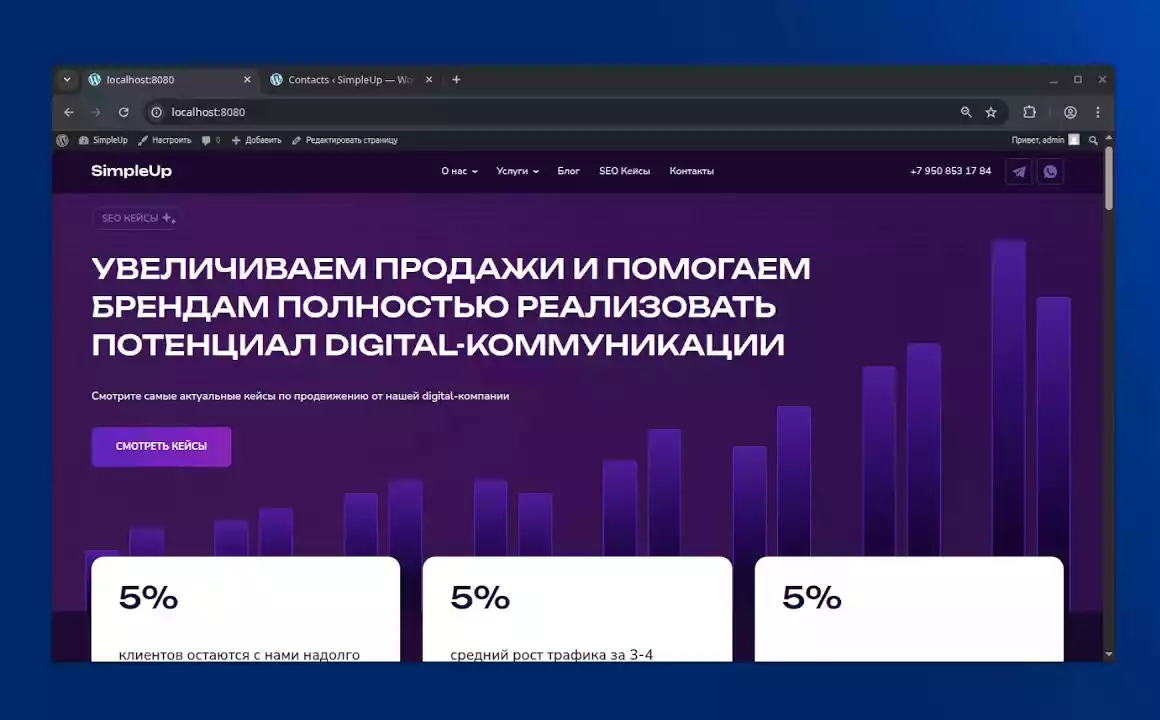 localhost:8080
Contacts ‹ SimpleUp — Wo
localhost:8080
SimpleUp Настроить 0 Добавить Редактировать страницу Привет, admin
SimpleUp О нас Услуги Блог SEO Кейсы Контакты +7 950 853 17 84
SEO КЕЙСЫ
УВЕЛИЧИВАЕМ ПРОДАЖИ И ПОМОГАЕМ
БРЕНДАМ ПОЛНОСТЬЮ РЕАЛИЗОВАТЬ
ПОТЕНЦИАЛ DIGITAL-КОММУНИКАЦИИ
Смотрите самые актуальные кейсы по продвижению от нашей digital-компании
СМОТРЕТЬ КЕЙСЫ
5% 5% 5%
клиентов остаются с нами надолго средний рост трафика за 3-4